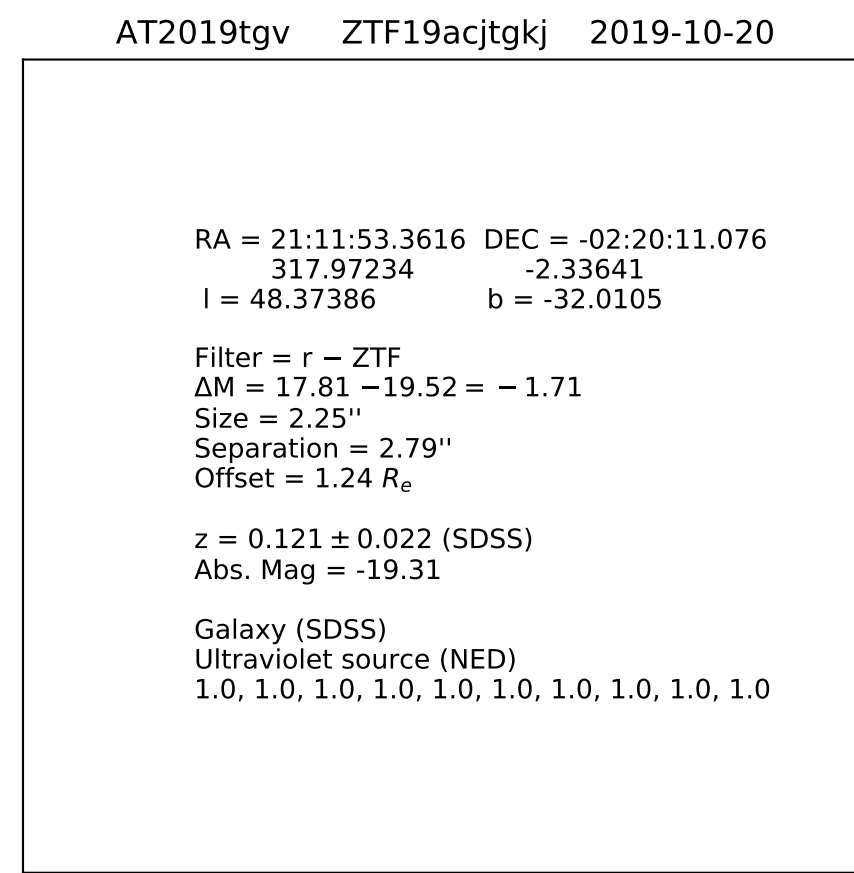 AT2019tgv ZTF19acjtgkj 2019-10-20
RA = 21:11:53.3616 DEC = -02:20:11.076
317.97234 -2.33641
l = 48.37386 b = -32.0105
Filter = r − ZTF
ΔM = 17.81 −19.52 = − 1.71
Size = 2.25''
Separation = 2.79''
Offset = 1.24 Re
z = 0.121 ± 0.022 (SDSS)
Abs. Mag = -19.31
Galaxy (SDSS)
Ultraviolet source (NED)
1.0, 1.0, 1.0, 1.0, 1.0, 1.0, 1.0, 1.0, 1.0, 1.0